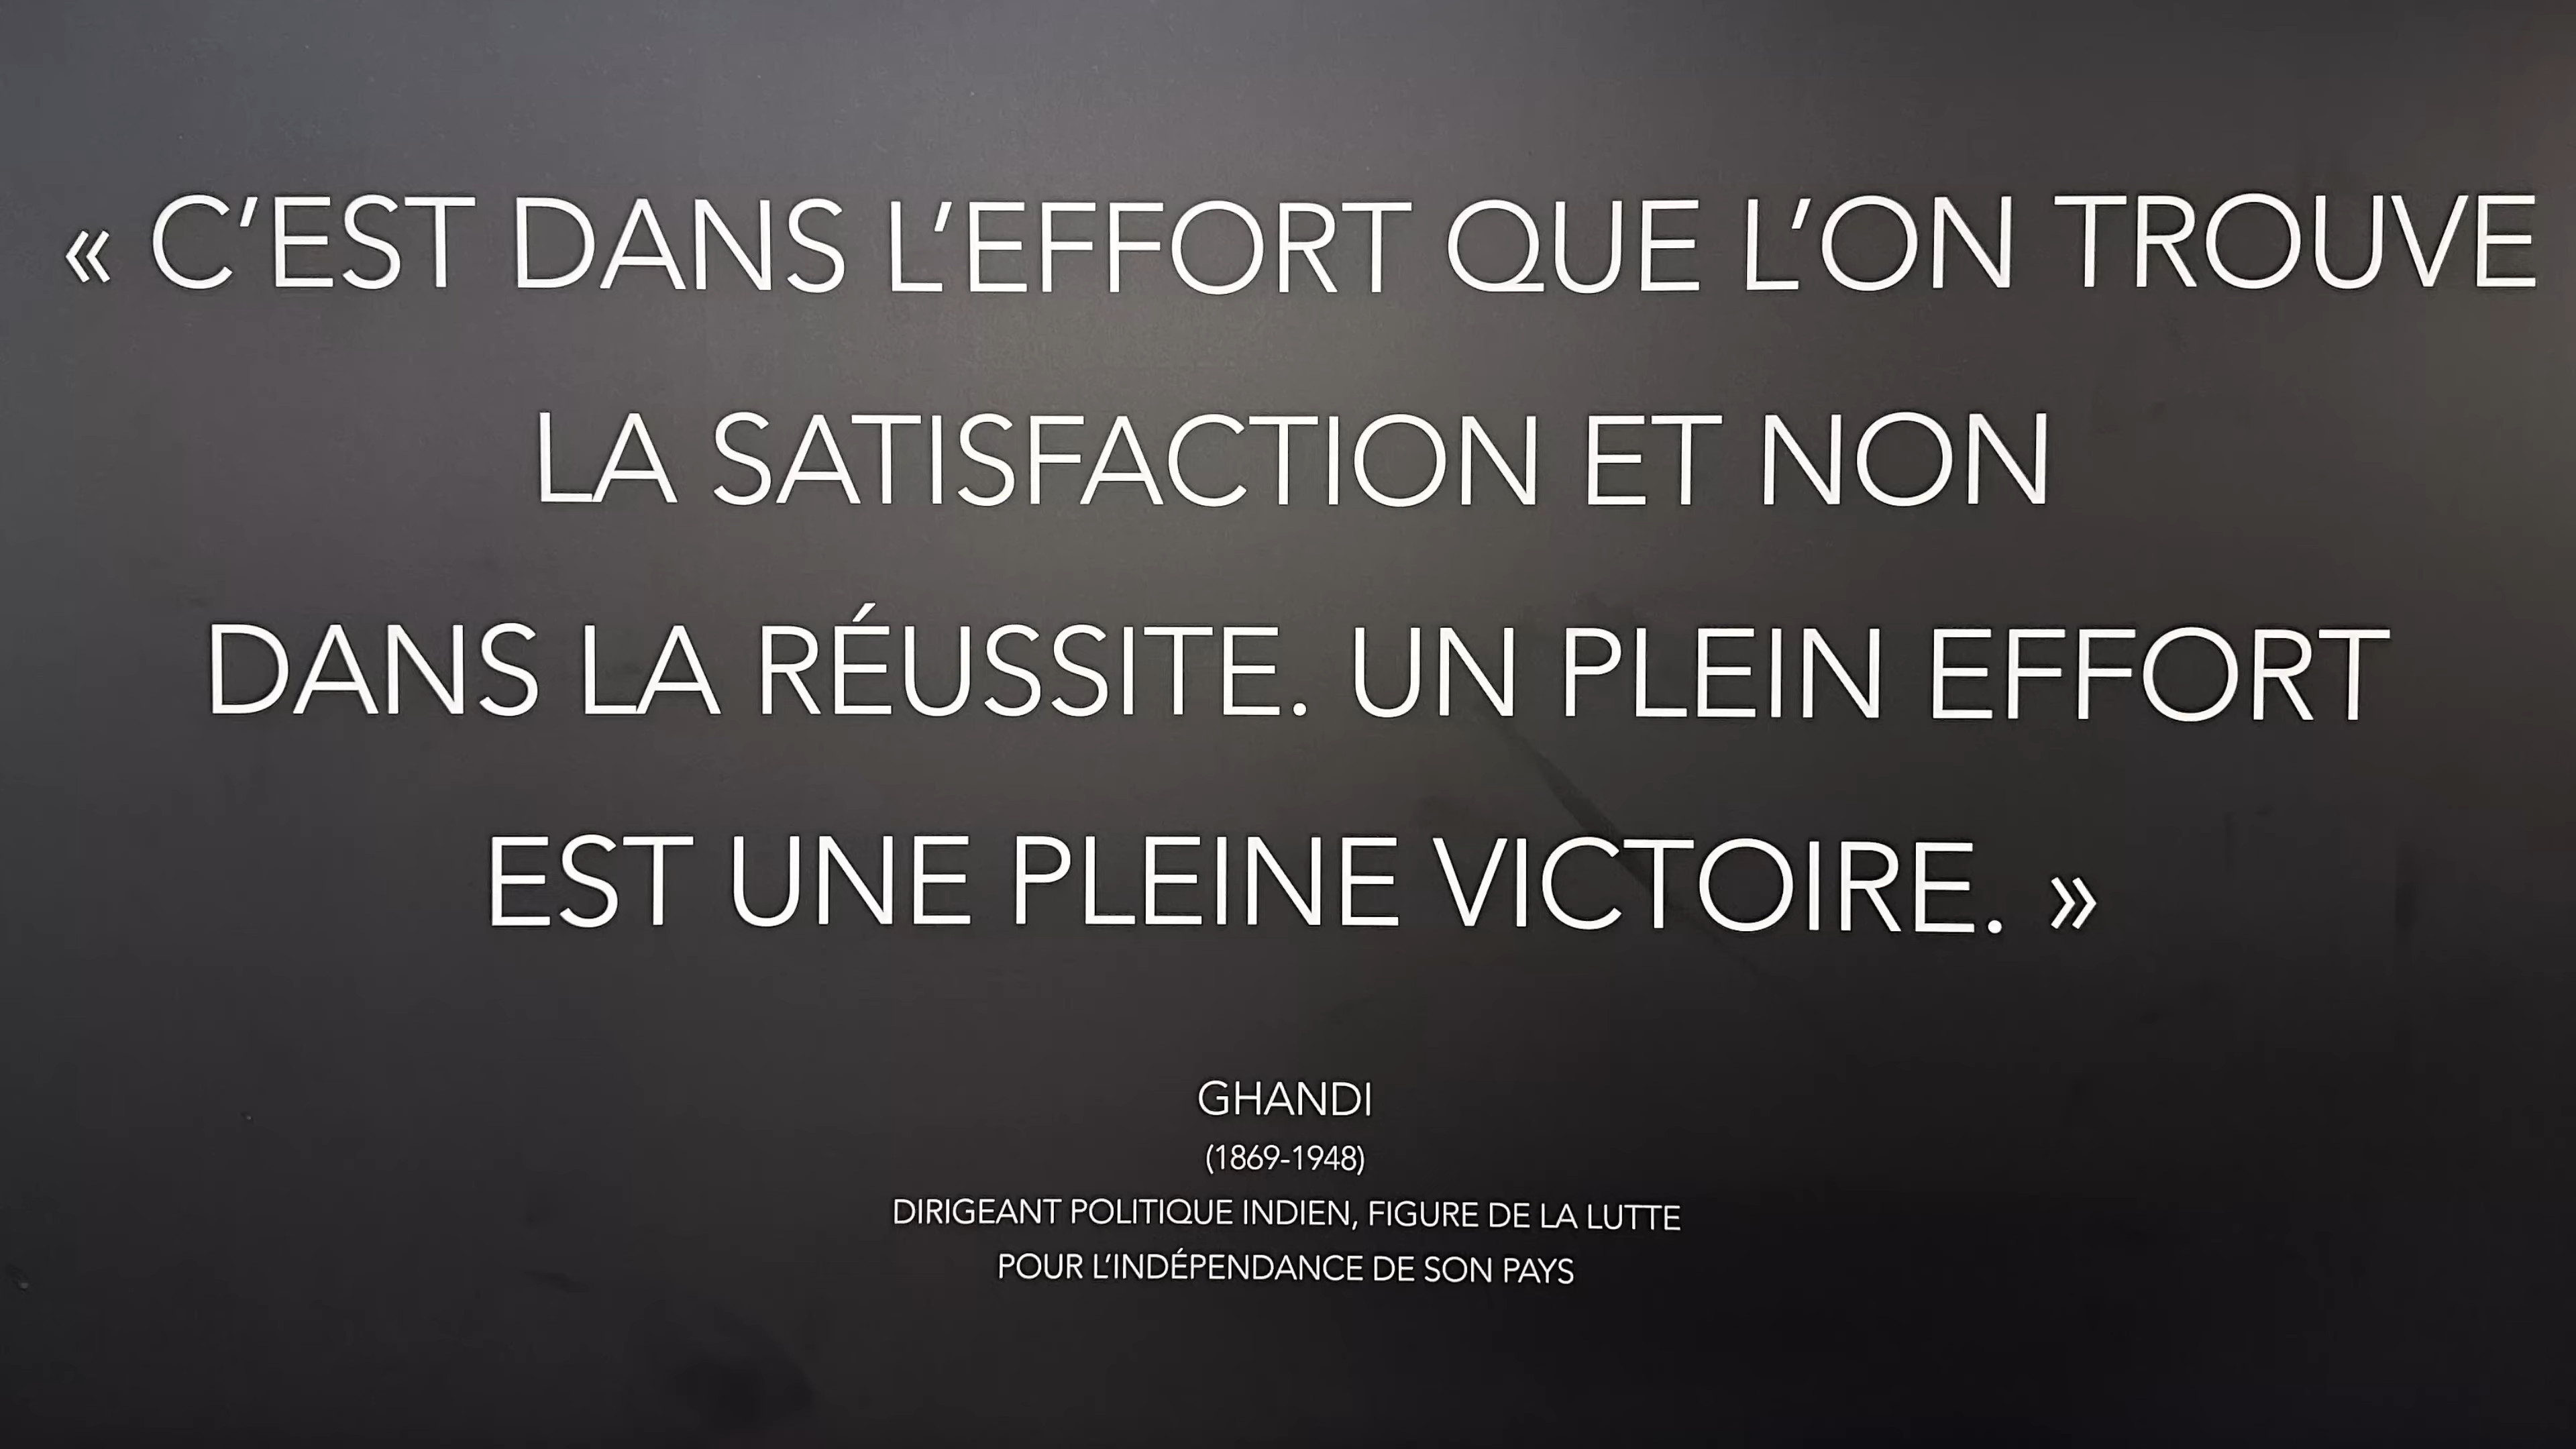 « C’EST DANS L’EFFORT QUE L’ON TROUVE
LA SATISFACTION ET NON
DANS LA RÉUSSITE. UN PLEIN EFFORT
EST UNE PLEINE VICTOIRE. »
GHANDI
(1869-1948)
DIRIGEANT POLITIQUE INDIEN, FIGURE DE LA LUTTE
POUR L’INDÉPENDANCE DE SON PAYS